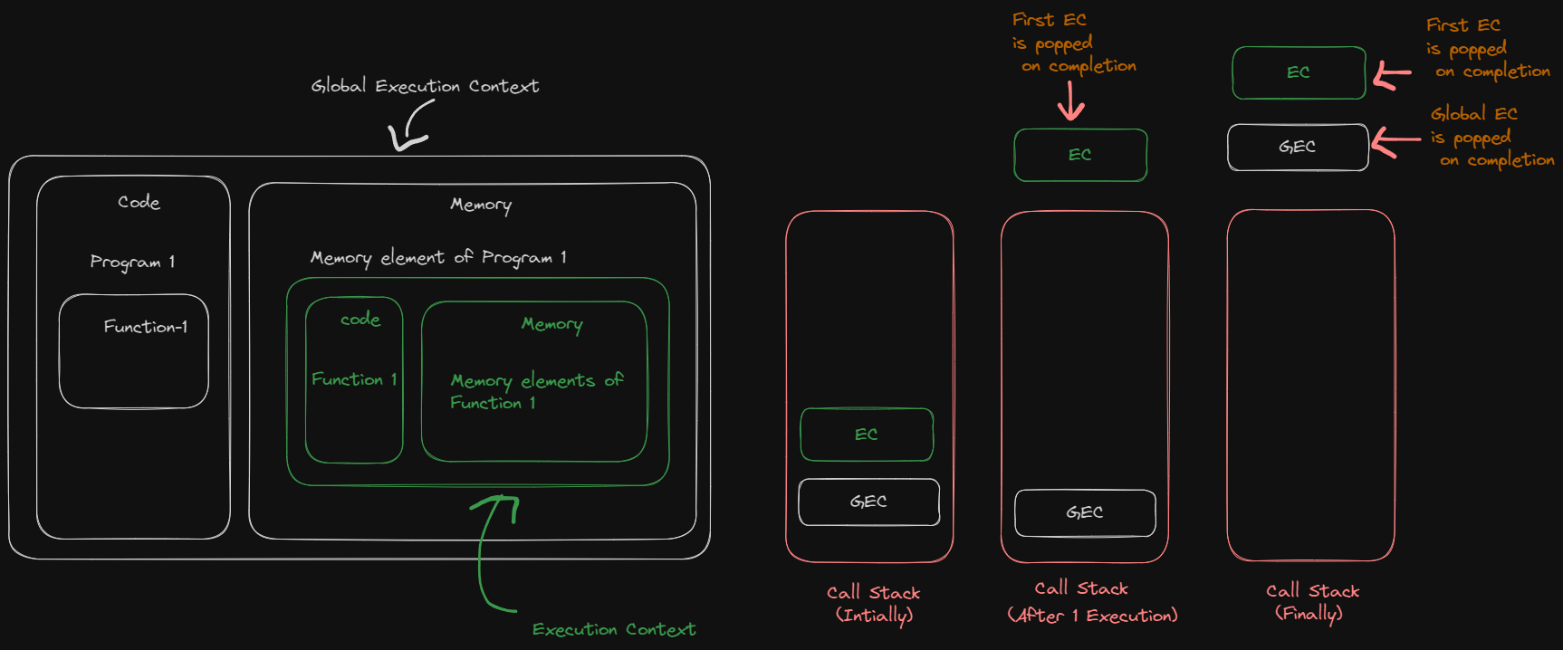 Global Execution Context
Code
Program 1
Function-1
Memory
Memory element of Program 1
code
Function 1
Memory
Memory elements of
Function 1
Execution Context
EC
GEC
Call Stack
(Intially)
First EC
is popped
on completion
EC
GEC
Call Stack
(After 1 Execution)
EC
First EC
is popped
on completion
GEC
Global EC
is popped
on completion
Call Stack
(Finally)